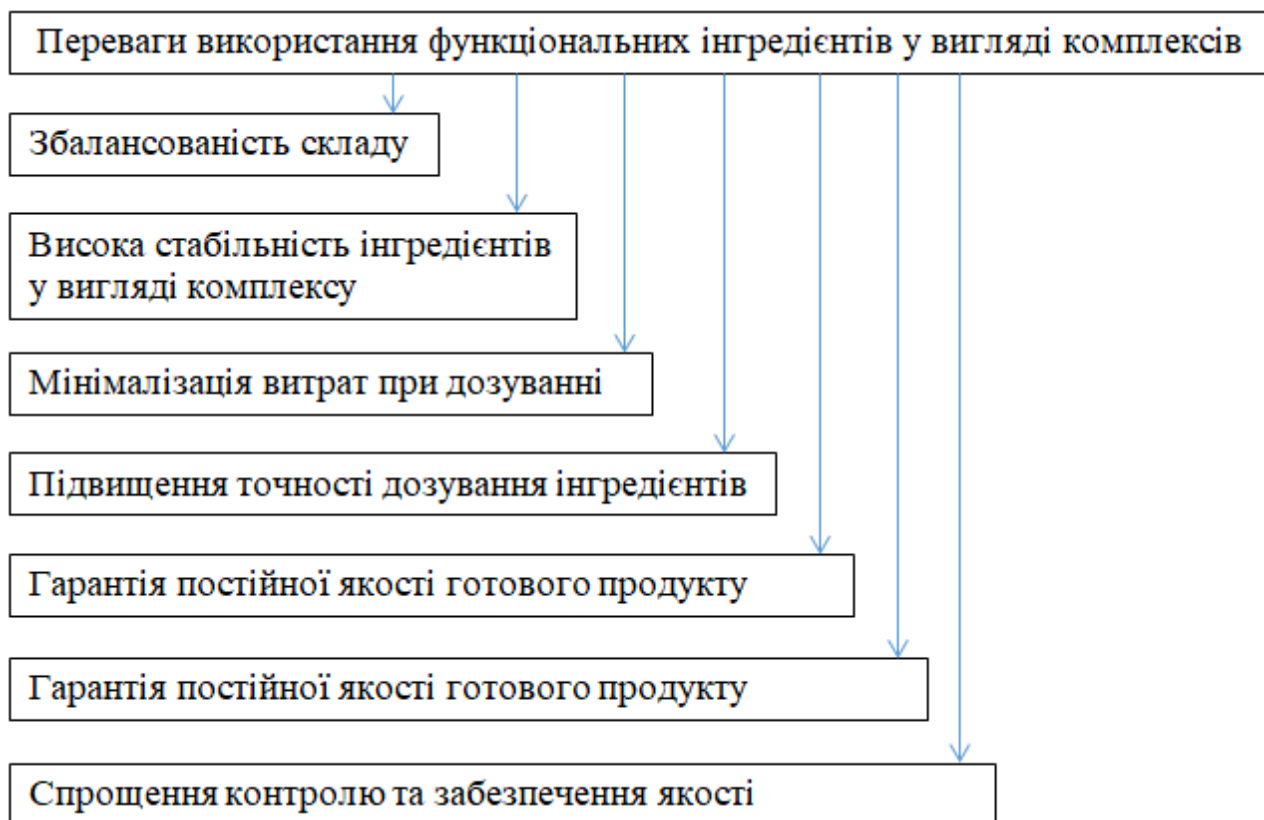 Переваги використання функціональних інгредієнтів у вигляді комплексів
Збалансованість складу
Висока стабільність інгредієнтів
у вигляді комплексу
Мінімалізація витрат при дозуванні
Підвищення точності дозування інгредієнтів
Гарантія постійної якості готового продукту
Гарантія постійної якості готового продукту
Спрощення контролю та забезпечення якості